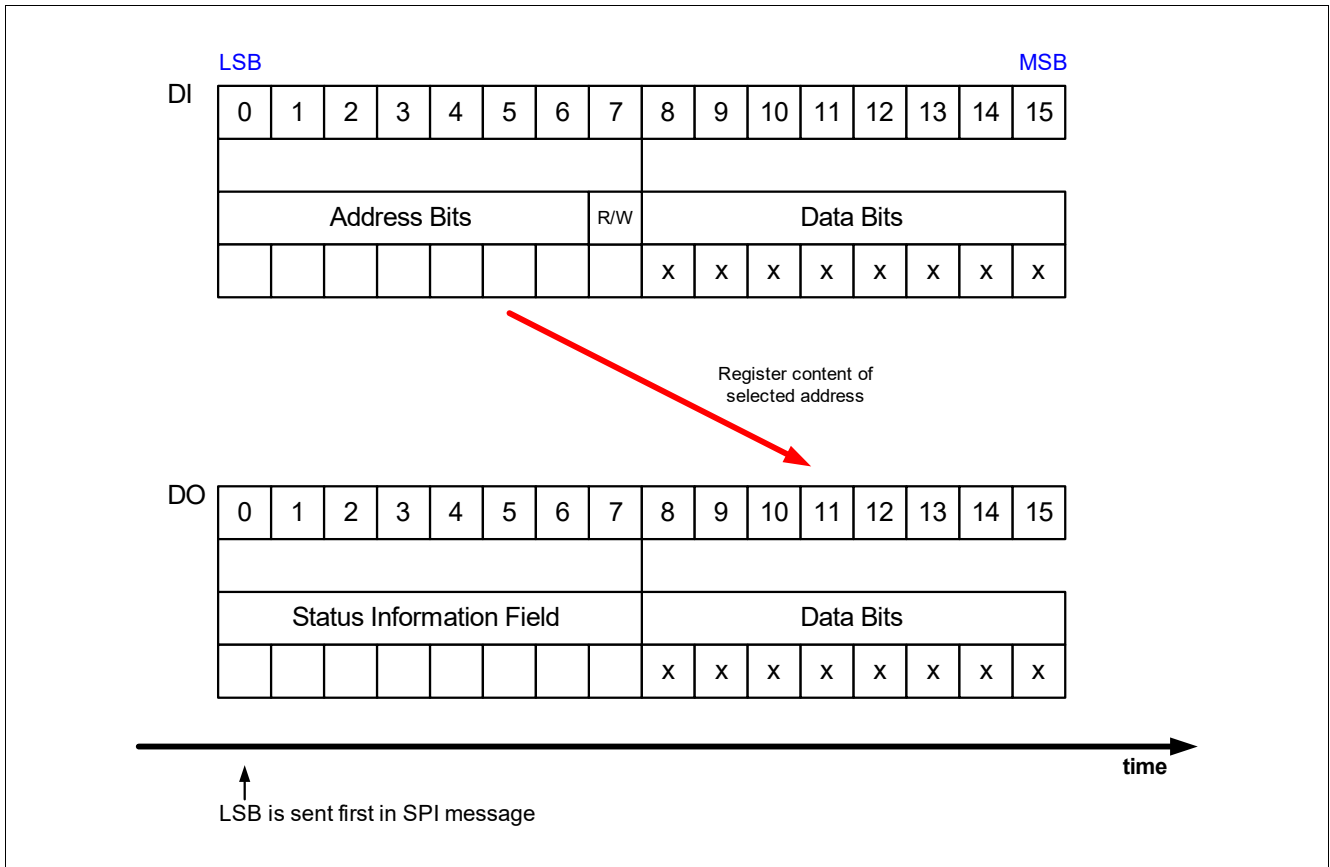 LSB MSB
DI 0 1 2 3 4 5 6 7 8 9 10 11 12 13 14 15
Address Bits R/W Data Bits
x x x x x x x x
Register content of
selected address
DO 0 1 2 3 4 5 6 7 8 9 10 11 12 13 14 15
Status Information Field Data Bits
x x x x x x x x
time
LSB is sent first in SPI message